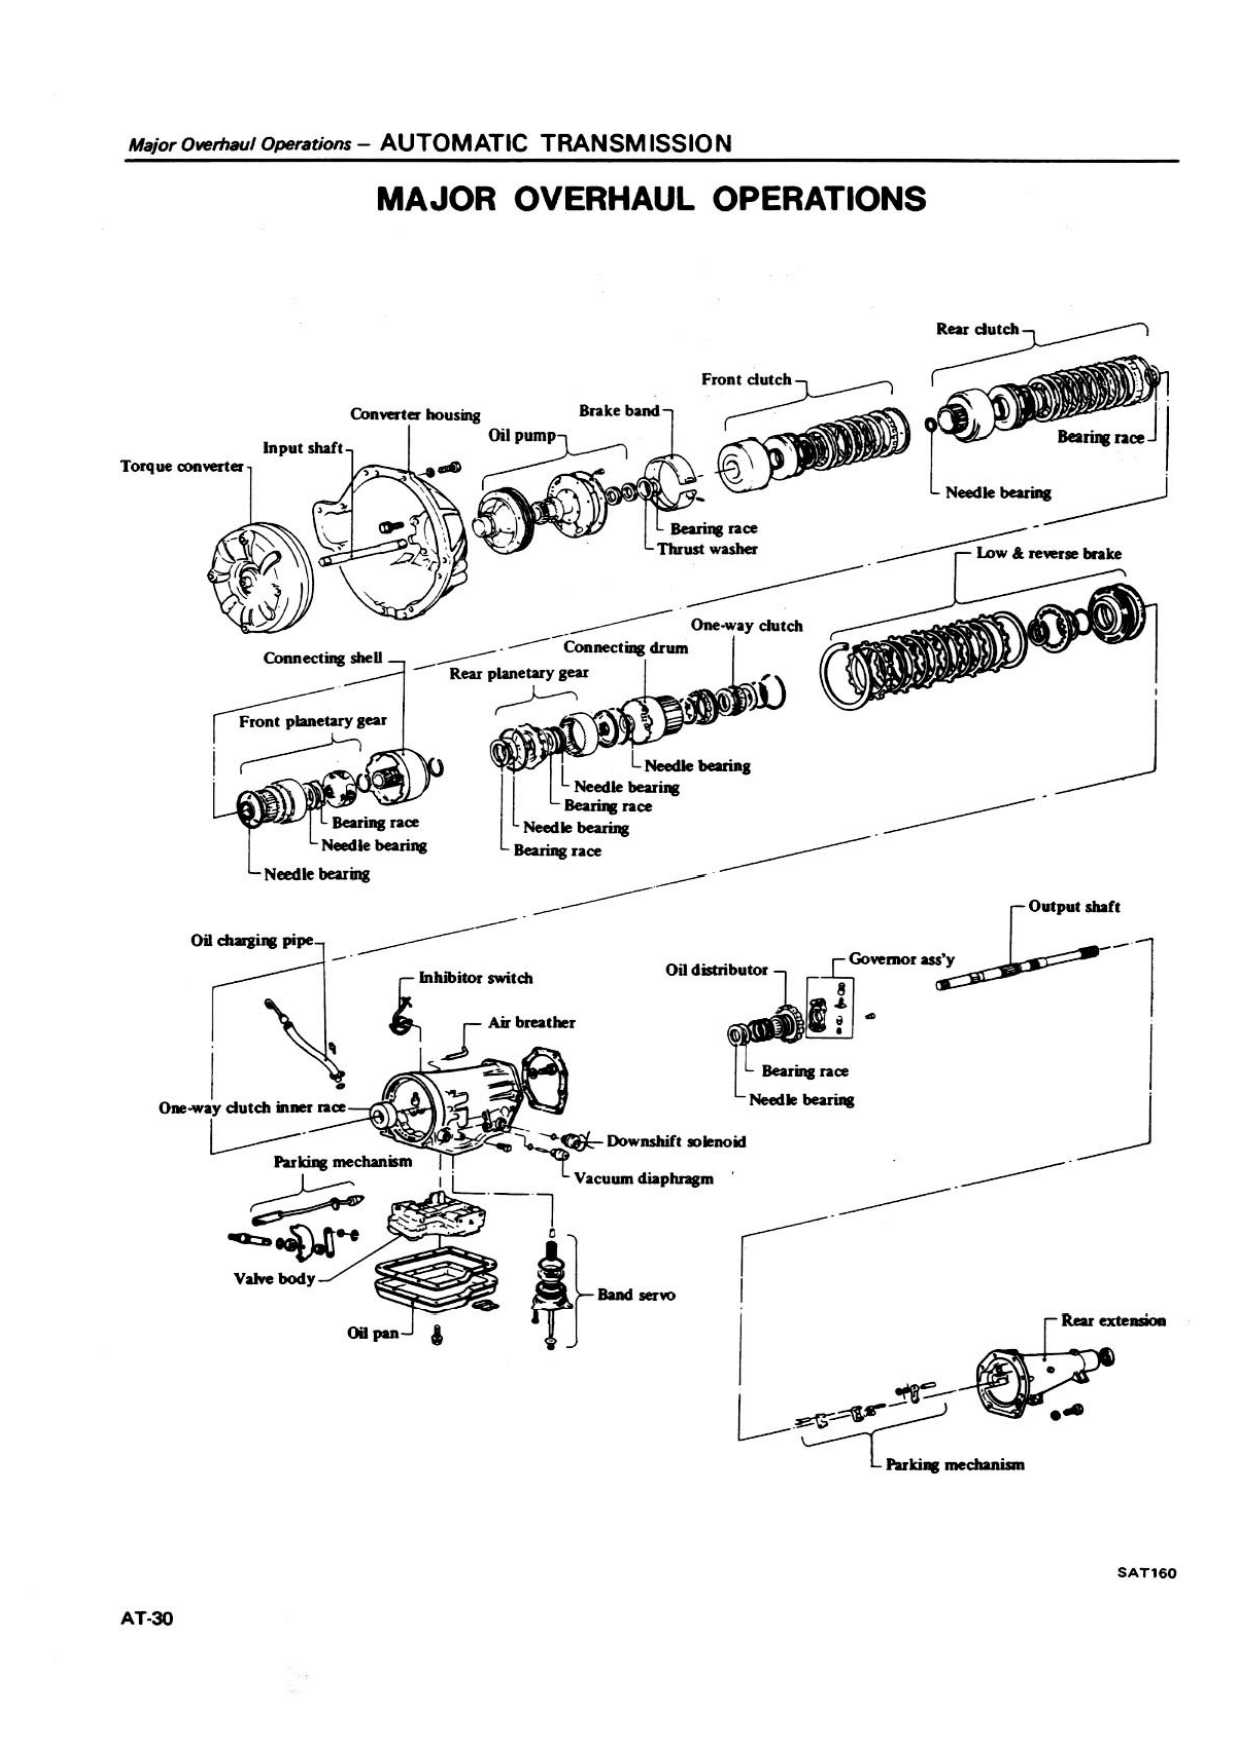 Major Overhaul Operations – AUTOMATIC TRANSMISSION
MAJOR OVERHAUL OPERATIONS
Rear clutch
Front clutch
Converter housing
Brake band
Oil pump
Input shaft
Torque converter
Bearing race
Needle bearing
Bearing race
Thrust washer
Low & reverse brake
One-way clutch
Connecting drum
Connecting shell
Rear planetary gear
Front planetary gear
Needle bearing
Needle bearing
Bearing race
Bearing race
Needle bearing
Needle bearing
Bearing race
Needle bearing
Output shaft
Oil charging pipe
Governor ass'y
Oil distributor
Inhibitor switch
Air breather
Bearing race
Needle bearing
One-way clutch inner race
Downshift solenoid
Parking mechanism
Vacuum diaphragm
Valve body
Band servo
Rear extension
Oil pan
Parking mechanism
SAT160
AT-30